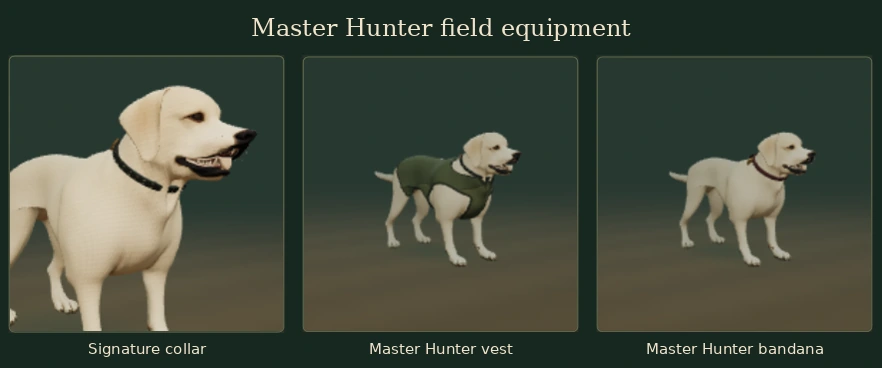 Master Hunter field equipment
Signature collar
Master Hunter vest
Master Hunter bandana